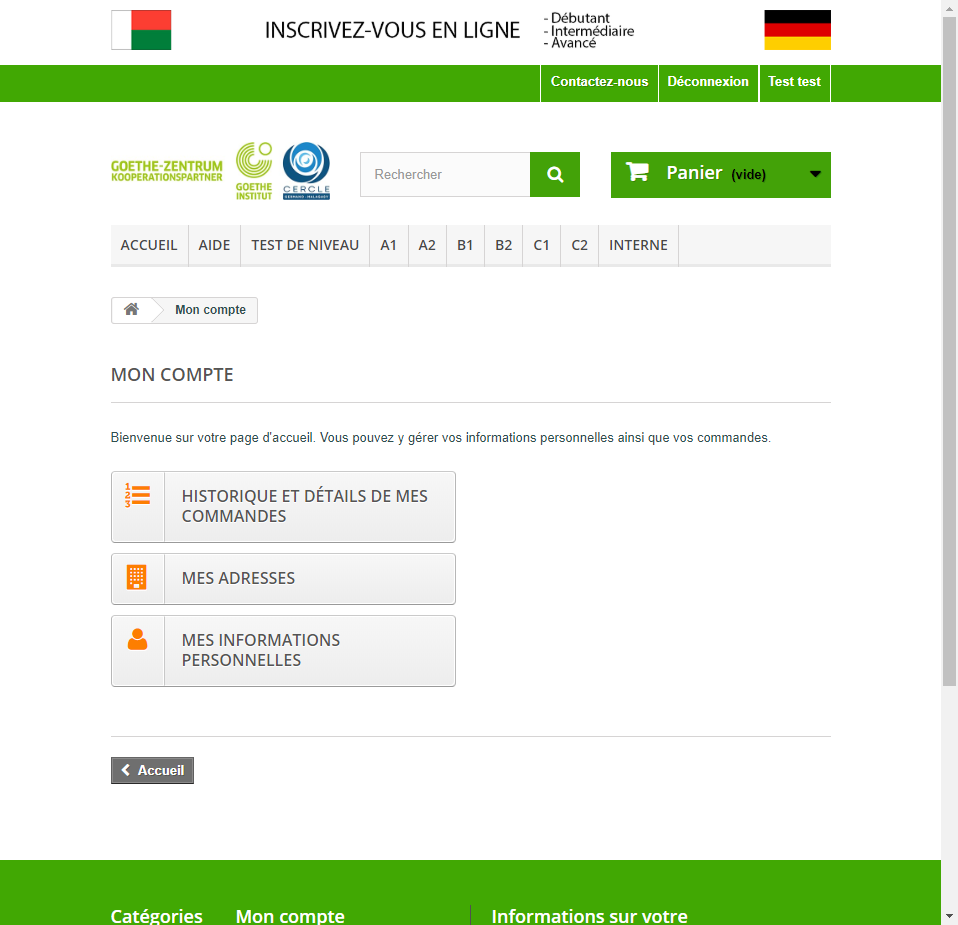 INSCRIVEZ-VOUS EN LIGNE
- Débutant
- Intermédiaire
- Avancé
Contactez-nous Déconnexion Test test
GOETHE-ZENTRUM
KOOPERATIONSPARTNER
GOETHE
INSTITUT
CERCLE
GERMANO-MALAGASY
Rechercher
Panier (vide)
ACCUEIL AIDE TEST DE NIVEAU A1 A2 B1 B2 C1 C2 INTERNE
Mon compte
MON COMPTE
Bienvenue sur votre page d'accueil. Vous pouvez y gérer vos informations personnelles ainsi que vos commandes.
1
2
3
HISTORIQUE ET DÉTAILS DE MES
COMMANDES
MES ADRESSES
MES INFORMATIONS
PERSONNELLES
Accueil
Catégories Mon compte Informations sur votre